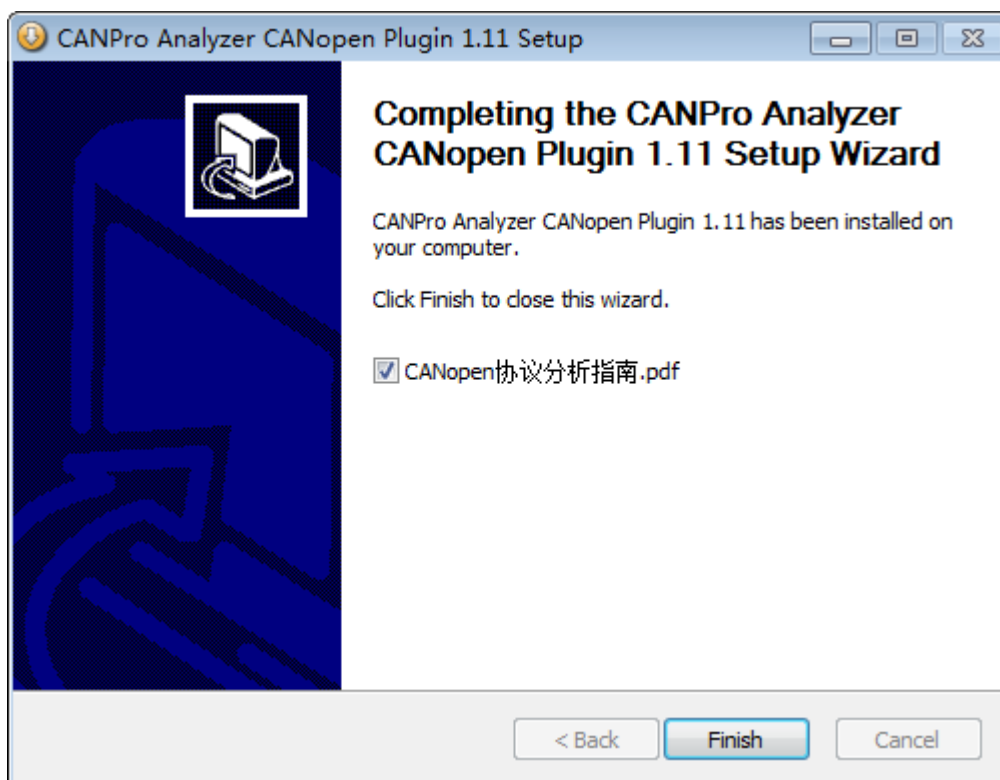 CANPro Analyzer CANopen Plugin 1.11 Setup
Completing the CANPro Analyzer
CANopen Plugin 1.11 Setup Wizard
CANPro Analyzer CANopen Plugin 1.11 has been installed on
your computer.
Click Finish to close this wizard.
CANopen协议分析指南.pdf
< Back
Finish
Cancel